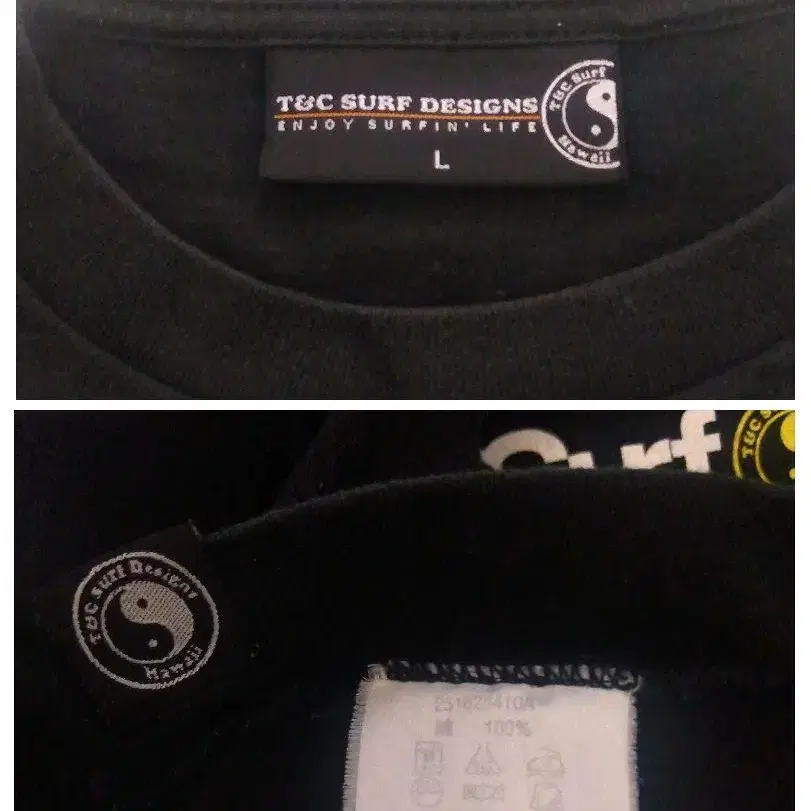 T&C SURF DESIGNS
ENJOY SURFIN' LIFE
L
T&C Surf
Hawaii
Surf
T&C S
T&C Surf Designs
Hawaii
100%